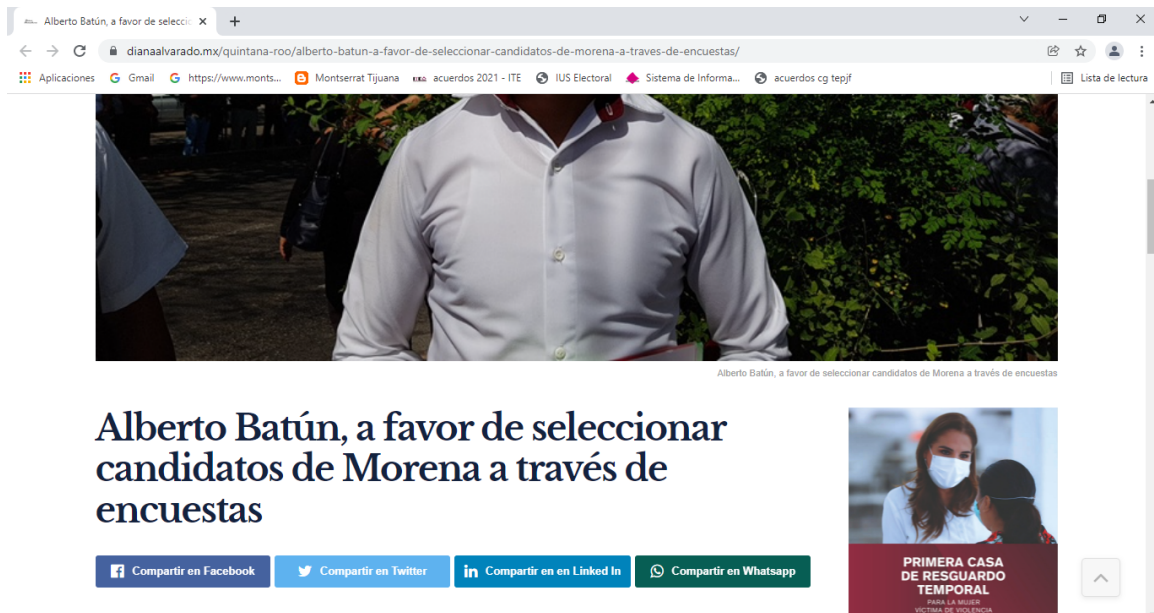 Alberto Batún, a favor de seleccic
dianaalvarado.mx/quintana-roo/alberto-batun-a-favor-de-seleccionar-candidatos-de-morena-a-traves-de-encuestas/
Aplicaciones Gmail https://www.monts... Montserrat Tijuana acuerdos 2021 - ITE IUS Electoral Sistema de Informa... acuerdos cg tepjf Lista de lectura
Alberto Batún, a favor de seleccionar candidatos de Morena a través de encuestas
Alberto Batún, a favor de seleccionar
candidatos de Morena a través de
encuestas
Compartir en Facebook Compartir en Twitter Compartir en en Linked In Compartir en Whatsapp
PRIMERA CASA
DE RESGUARDO
TEMPORAL
PARA LA MUJER
VÍCTIMA DE VIOLENCIA